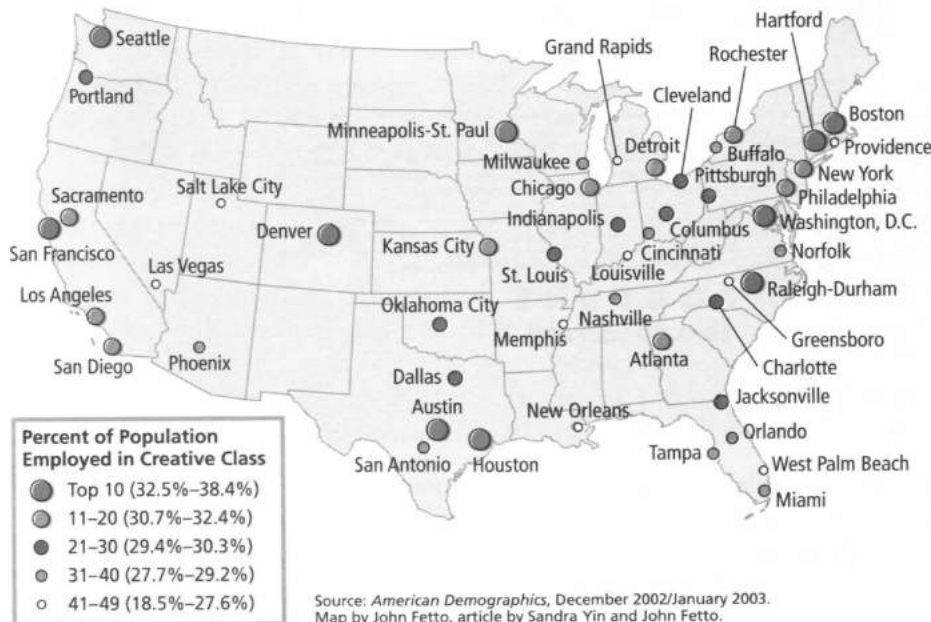 Hartford
Seattle
Grand Rapids
Rochester
Portland
Cleveland
Boston
Minneapolis-St. Paul
Detroit
Providence
Milwaukee
Buffalo
New York
Sacramento
Salt Lake City
Chicago
Pittsburgh
Philadelphia
Denver
Indianapolis
Columbus
Washington, D.C.
San Francisco
Kansas City
Cincinnati
Norfolk
Las Vegas
St. Louis
Louisville
Los Angeles
Oklahoma City
Raleigh-Durham
Nashville
Memphis
Greensboro
San Diego
Phoenix
Atlanta
Charlotte
Dallas
Jacksonville
Austin
New Orleans
Orlando
San Antonio
Houston
Tampa
West Palm Beach
Miami
Percent of Population
Employed in Creative Class
Top 10 (32.5%–38.4%)
11–20 (30.7%–32.4%)
21–30 (29.4%–30.3%)
31–40 (27.7%–29.2%)
41–49 (18.5%–27.6%)
Source: American Demographics, December 2002/January 2003.
Map by John Fetto, article by Sandra Yin and John Fetto.